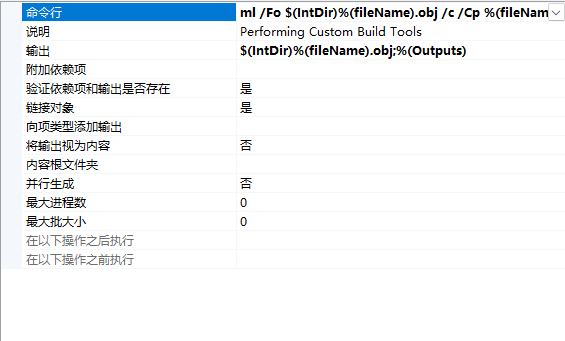 命令行 ml /Fo $(IntDir)%(fileName).obj /c /Cp %(fileNam
说明 Performing Custom Build Tools
输出 $(IntDir)%(fileName).obj;%(Outputs)
附加依赖项
验证依赖项和输出是否存在 是
链接对象 是
向项类型添加输出
将输出视为内容 否
内容根文件夹
并行生成 否
最大进程数 0
最大批大小 0
在以下操作之后执行
在以下操作之前执行